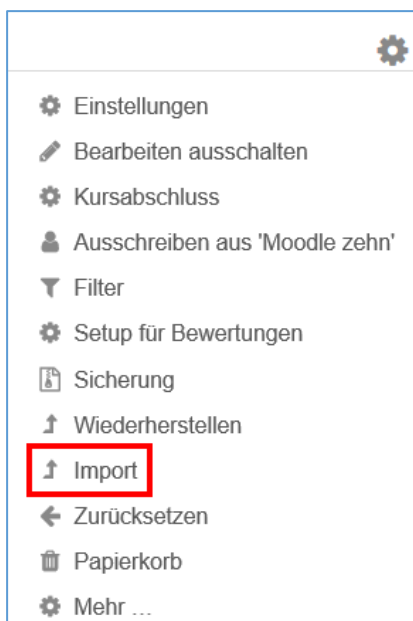 Einstellungen
Bearbeiten ausschalten
Kursabschluss
Ausschreiben aus 'Moodle zehn'
Filter
Setup für Bewertungen
Sicherung
Wiederherstellen
Import
Zurücksetzen
Papierkorb
Mehr ...